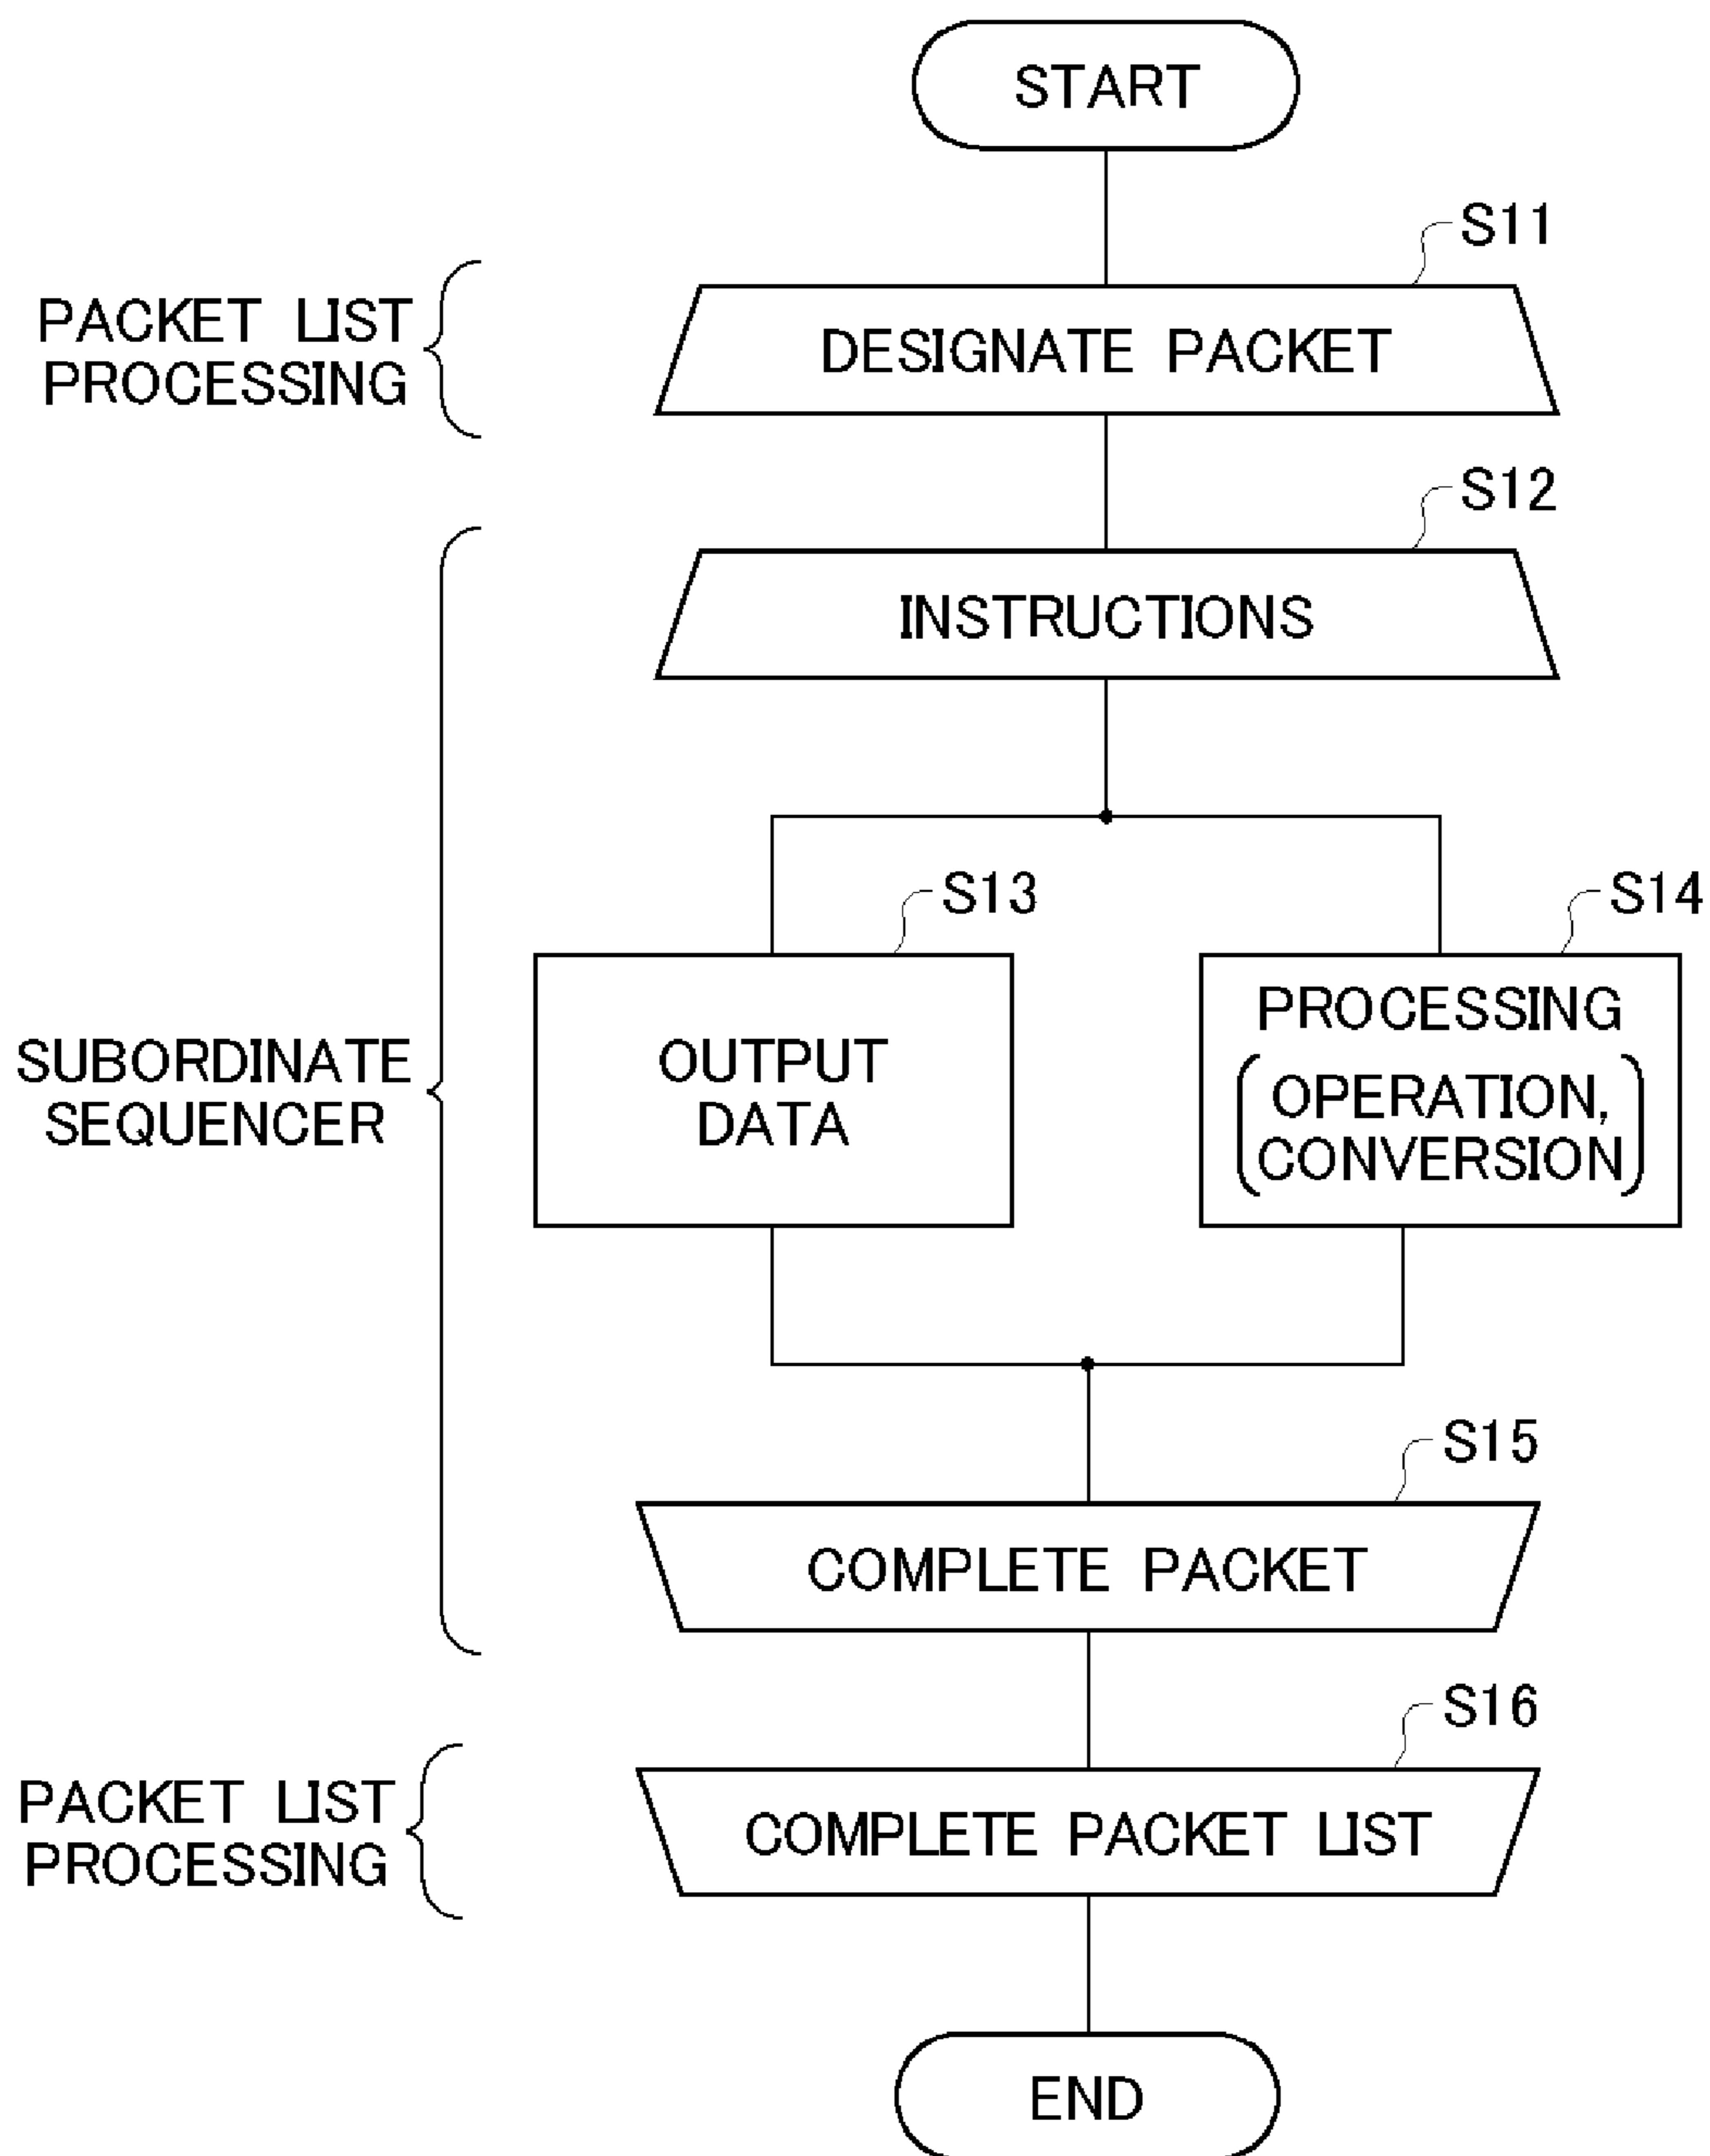 START
S11
PACKET LIST
PROCESSING
DESIGNATE PACKET
S12
INSTRUCTIONS
S13
S14
OUTPUT
DATA
PROCESSING
(OPERATION,
CONVERSION)
SUBORDINATE
SEQUENCER
S15
COMPLETE PACKET
S16
PACKET LIST
PROCESSING
COMPLETE PACKET LIST
END